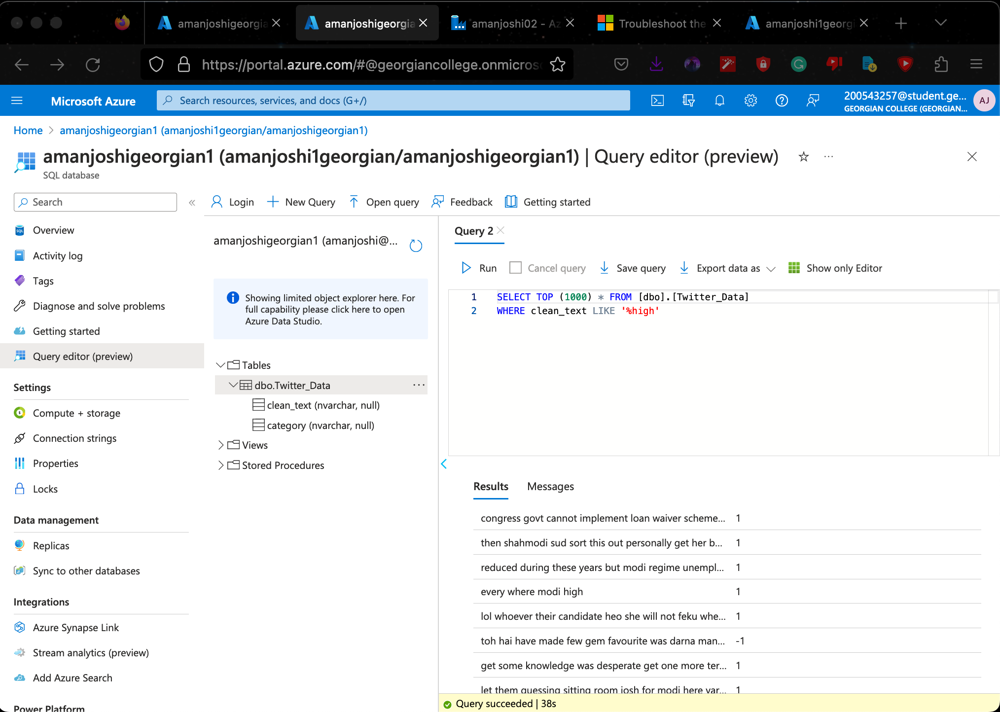 amanjoshigeorgia
amanjoshigeorgia
amanjoshi02 - Az
Troubleshoot the
amanjoshi1georgi
https://portal.azure.com/#@georgiancollege.onmicros
Microsoft Azure
Search resources, services, and docs (G+/)
200543257@student.ge...
GEORGIAN COLLEGE (GEORGIAN...
AJ
Home > amanjoshigeorgian1 (amanjoshi1georgian/amanjoshigeorgian1)
amanjoshigeorgian1 (amanjoshi1georgian/amanjoshigeorgian1) | Query editor (preview)
SQL database
Search
Overview
Activity log
Tags
Diagnose and solve problems
Getting started
Query editor (preview)
Settings
Compute + storage
Connection strings
Properties
Locks
Data management
Replicas
Sync to other databases
Integrations
Azure Synapse Link
Stream analytics (preview)
Add Azure Search
Power Platform
Login
New Query
Open query
Feedback
Getting started
amanjoshigeorgian1 (amanjoshi@...
Showing limited object explorer here. For
full capability please click here to open
Azure Data Studio.
Tables
dbo.Twitter_Data
clean_text (nvarchar, null)
category (nvarchar, null)
Views
Stored Procedures
Query 2
Run
Cancel query
Save query
Export data as
Show only Editor
1 SELECT TOP (1000) * FROM [dbo].[Twitter_Data]
2 WHERE clean_text LIKE '%high'
Results
Messages
congress govt cannot implement loan waiver scheme... 1
then shahmodi sud sort this out personally get her b... 1
reduced during these years but modi regime unempl... 1
every where modi high 1
lol whoever their candidate heo she will not feku whe... 1
toh hai have made few gem favourite was darna man... -1
get some knowledge was desperate get one more ter... 1
let them guessing sitting room josh for modi here var... 1
Query succeeded | 38s